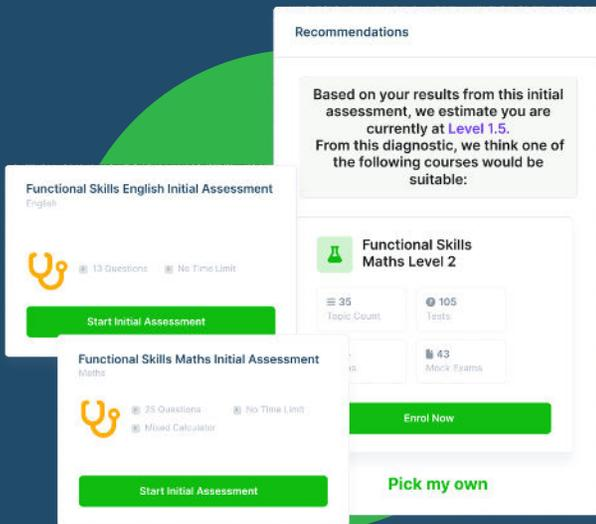 Recommendations
Based on your results from this initial
assessment, we estimate you are
currently at Level 1.5.
From this diagnostic, we think one of
the following courses would be
suitable:
Functional Skills English Initial Assessment
English
13 Questions
No Time Limit
Start Initial Assessment
Functional Skills
Maths Level 2
35
Topic Count
105
Tests
43
Mock Exams
Enrol Now
Pick my own
Functional Skills Maths Initial Assessment
Maths
25 Questions
No Time Limit
Mixed Calculator
Start Initial Assessment